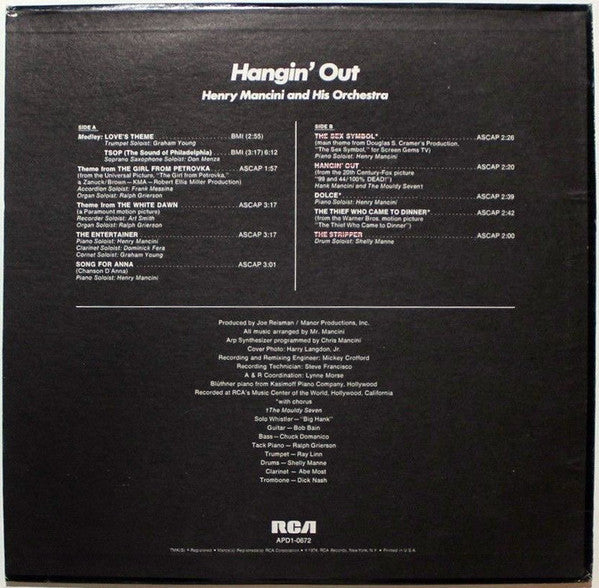 Hangin' Out
Henry Mancini and His Orchestra
SIDE A
Medley: LOVE'S THEME BMI (2:55)
Trumpet Soloist: Graham Young
TSOP (The Sound of Philadelphia) BMI (3:17) 6:12
Soprano Saxophone Soloist: Don Menza
Theme from THE GIRL FROM PETROVKA ASCAP 1:57
(from the Universal Picture, "The Girl from Petrovka,"
a Zanuck/Brown—KMA—Robert Ellis Miller Production)
Accordion Soloist: Frank Messina
Organ Soloist: Ralph Grierson
Theme from THE WHITE DAWN ASCAP 3:17
(a Paramount motion picture)
Recorder Soloist: Art Smith
Organ Soloist: Ralph Grierson
THE ENTERTAINER ASCAP 3:17
Piano Soloist: Henry Mancini
Clarinet Soloist: Dominick Fera
Cornet Soloist: Graham Young
SONG FOR ANNA ASCAP 3:01
(Chanson D'Anna)
Piano Soloist: Henry Mancini
SIDE B
THE SEX SYMBOL* ASCAP 2:26
(main theme from Douglas S. Cramer's Production,
"The Sex Symbol," for Screen Gems TV)
Piano Soloist: Henry Mancini
HANGIN' OUT ASCAP 2:20
(from the 20th Century-Fox picture
"99 and 44/100% DEAD!")
Hank Mancini and The Mouldy Seven†
DOLCE* ASCAP 2:39
Piano Soloist: Henry Mancini
THE THIEF WHO CAME TO DINNER* ASCAP 2:42
(from the Warner Bros. motion picture
"The Thief Who Came to Dinner")
THE STRIPPER ASCAP 2:00
Drum Soloist: Shelly Manne
Produced by Joe Reisman / Manor Productions, Inc.
All music arranged by Mr. Mancini
Arp Synthesizer programmed by Chris Mancini
Cover Photo: Harry Langdon, Jr.
Recording and Remixing Engineer: Mickey Crofford
Recording Technician: Steve Francisco
A & R Coordination: Lynne Morse
Blüthner piano from Kasimoff Piano Company, Hollywood
Recorded at RCA's Music Center of the World, Hollywood, California
*with chorus
†The Mouldy Seven
Solo Whistler—"Big Hank"
Guitar—Bob Bain
Bass—Chuck Domanico
Tack Piano—Ralph Grierson
Trumpet—Ray Linn
Drums—Shelly Manne
Clarinet—Abe Most
Trombone—Dick Nash
RCA
APD1-0672
TMK(S) ® Registered • Marca(s) Registrada(s) RCA Corporation • ® 1974, RCA Records, New York, N.Y. • Printed in U.S.A.